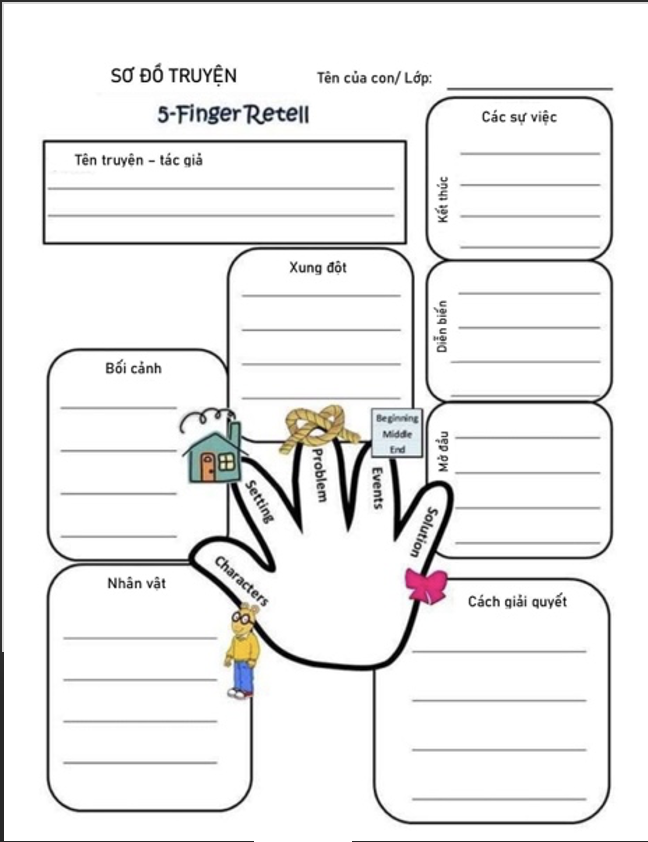 SƠ ĐỒ TRUYỆN
Tên của con/ Lớp:
5-Finger Retell
Tên truyện – tác giả
Các sự việc
Kết thúc
Diễn biến
Mở đầu
Xung đột
Bối cảnh
Beginning
Middle
End
Setting
Problem
Events
Solution
Characters
Nhân vật
Cách giải quyết